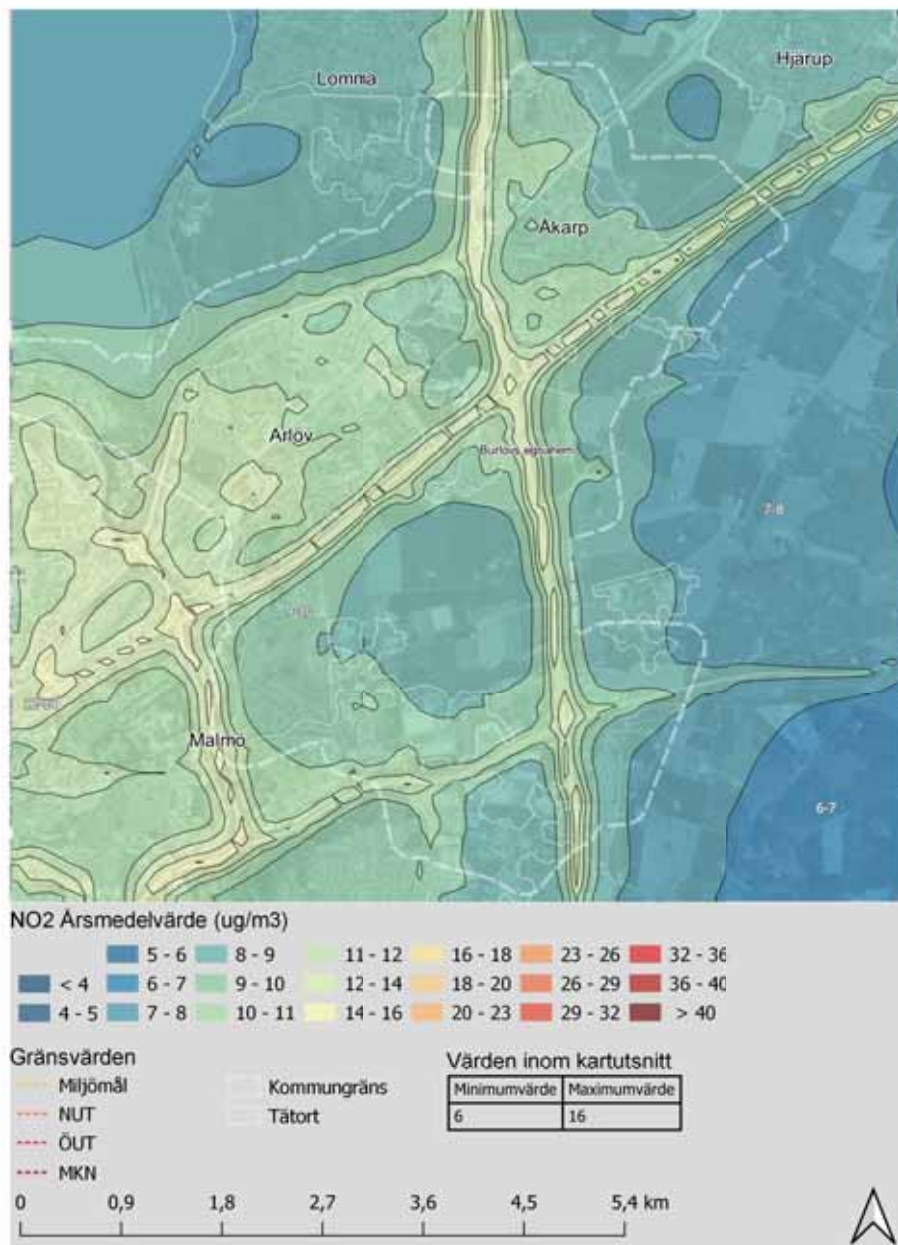 Hjärup
Lomma
Åkarp
Arlöv
Burlövs egnahem
7-8
Malmö
6-7
NO2 Årsmedelvärde (ug/m3)
5 - 6 8 - 9 11 - 12 16 - 18 23 - 26 32 - 36
< 4 6 - 7 9 - 10 12 - 14 18 - 20 26 - 29 36 - 40
4 - 5 7 - 8 10 - 11 14 - 16 20 - 23 29 - 32 > 40
Gränsvärden
Värden inom kartutsnitt
Miljömål Kommungräns Minimumvärde Maximumvärde
NUT Tätort 6 16
ÖUT
MKN
0 0,9 1,8 2,7 3,6 4,5 5,4 km